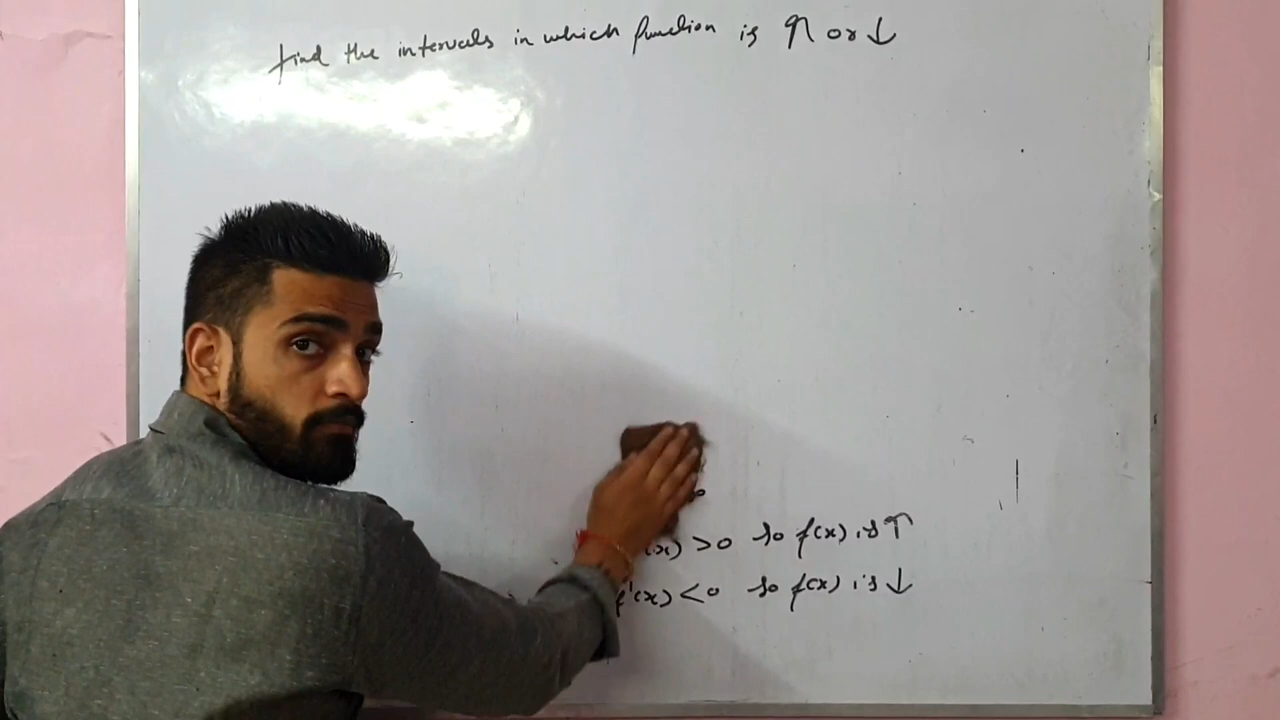 find the intervals in which function is ↑ or ↓
(x) > 0 so f(x) is ↑
f'(x) < 0 so f(x) is ↓